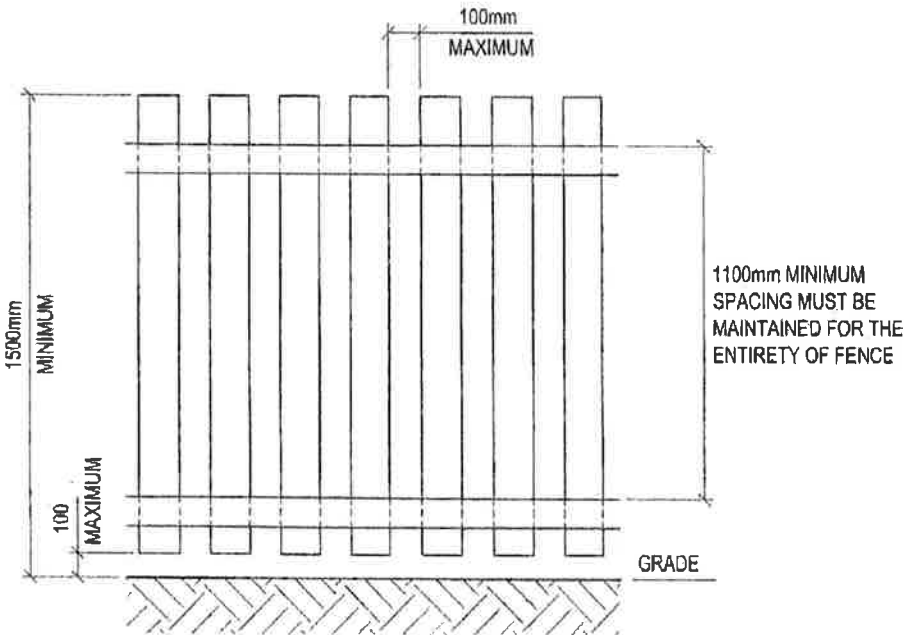 100mm
MAXIMUM
1500mm
MINIMUM
1100mm MINIMUM
SPACING MUST BE
MAINTAINED FOR THE
ENTIRETY OF FENCE
100
MAXIMUM
GRADE